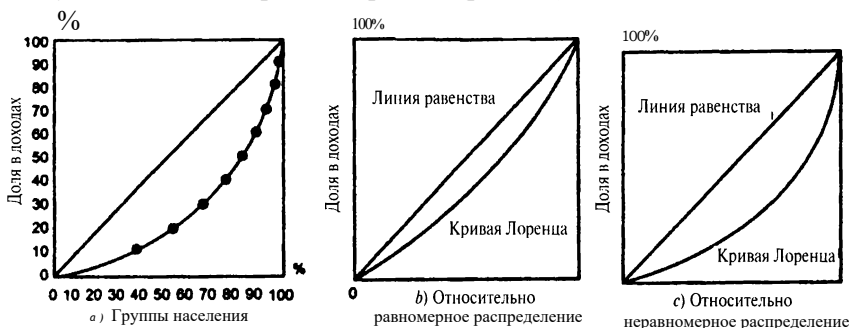 %
100
90
80
70
60
50
40
30
20
10
0
Доля в доходах
%
0 10 20 30 40 50 60 70 80 90 100
a) Группы населения
100%
Линия равенства
Доля в доходах
Кривая Лоренца
0
b) Относительно
равномерное распределение
100%
Линия равенства
Доля в доходах
Кривая Лоренца
c) Относительно
неравномерное распределение